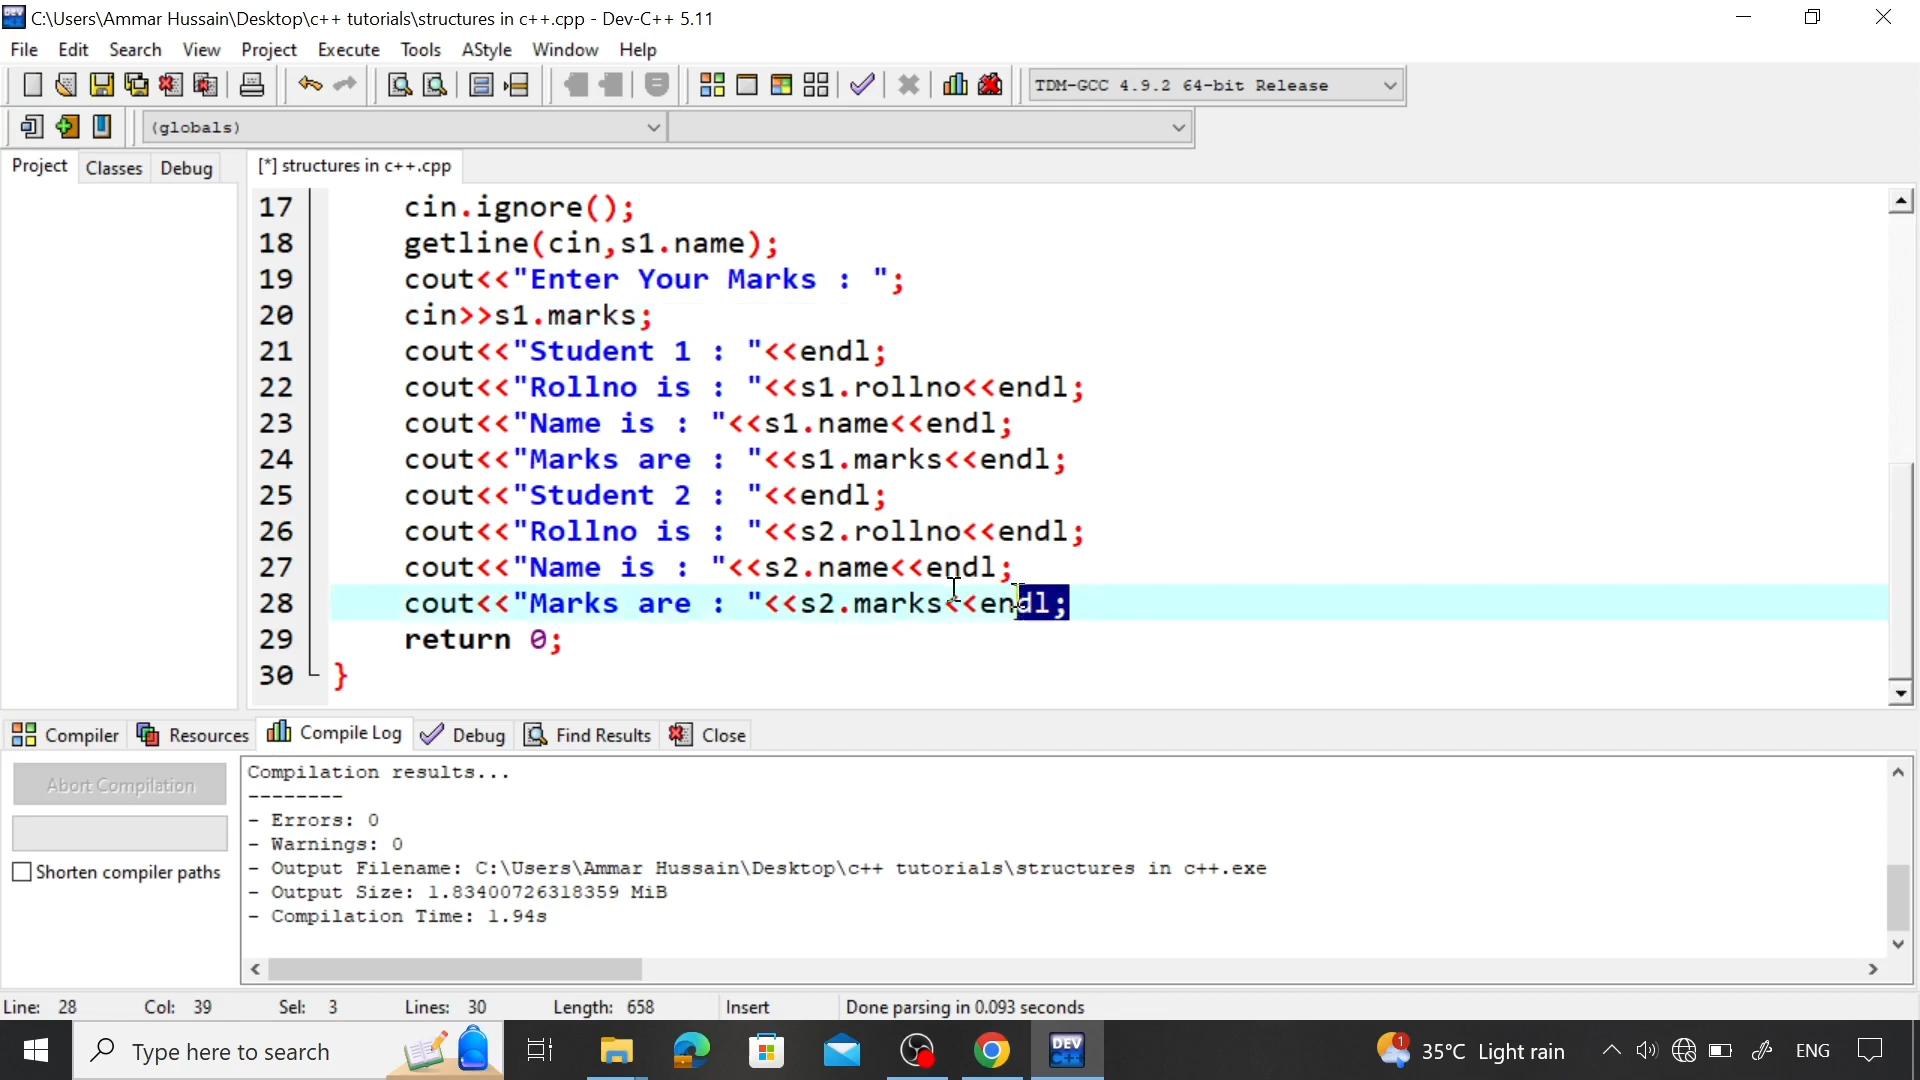 C:\Users\Ammar Hussain\Desktop\c++ tutorials\structures in c++.cpp - Dev-C++ 5.11
File Edit Search View Project Execute Tools AStyle Window Help
TDM-GCC 4.9.2 64-bit Release
(globals)
Project Classes Debug [*] structures in c++.cpp
17 cin.ignore();
18 getline(cin,s1.name);
19 cout<<"Enter Your Marks : ";
20 cin>>s1.marks;
21 cout<<"Student 1 : "<<endl;
22 cout<<"Rollno is : "<<s1.rollno<<endl;
23 cout<<"Name is : "<<s1.name<<endl;
24 cout<<"Marks are : "<<s1.marks<<endl;
25 cout<<"Student 2 : "<<endl;
26 cout<<"Rollno is : "<<s2.rollno<<endl;
27 cout<<"Name is : "<<s2.name<<endl;
28 cout<<"Marks are : "<<s2.marks<<endl;
29 return 0;
30 }
Compiler Resources Compile Log Debug Find Results Close
Abort Compilation
Shorten compiler paths
Compilation results...
--------
- Errors: 0
- Warnings: 0
- Output Filename: C:\Users\Ammar Hussain\Desktop\c++ tutorials\structures in c++.exe
- Output Size: 1.83400726318359 MiB
- Compilation Time: 1.94s
Line: 28 Col: 39 Sel: 3 Lines: 30 Length: 658 Insert Done parsing in 0.093 seconds
Type here to search DEV C++ 1 35°C Light rain ENG